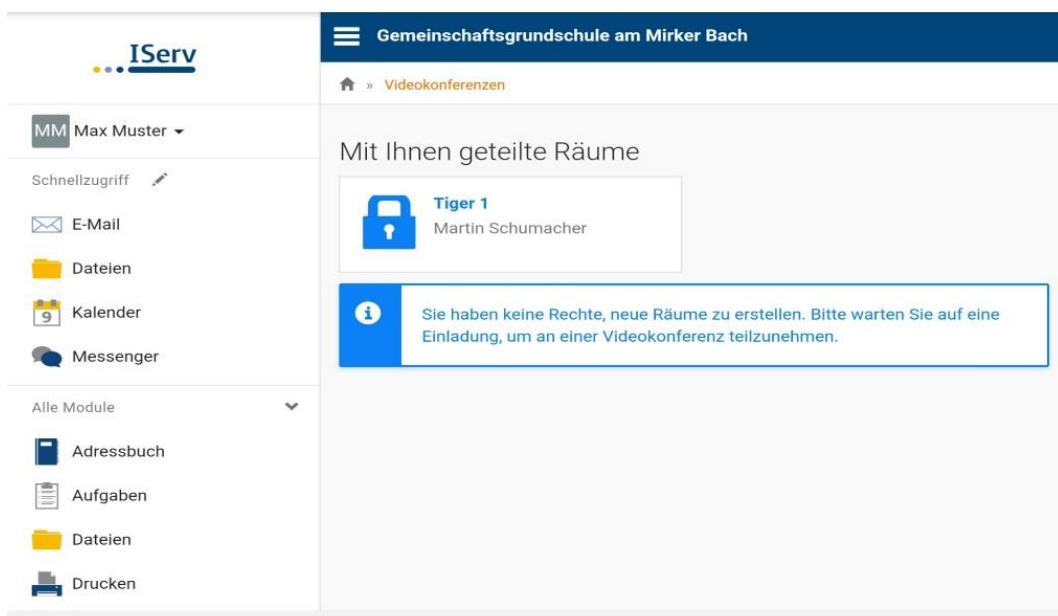 IServ
MM Max Muster
Schnellzugriff
E-Mail
Dateien
9 Kalender
Messenger
Alle Module
Adressbuch
Aufgaben
Dateien
Drucken
Gemeinschaftsgrundschule am Mirker Bach
» Videokonferenzen
Mit Ihnen geteilte Räume
Tiger 1
Martin Schumacher
Sie haben keine Rechte, neue Räume zu erstellen. Bitte warten Sie auf eine
Einladung, um an einer Videokonferenz teilzunehmen.